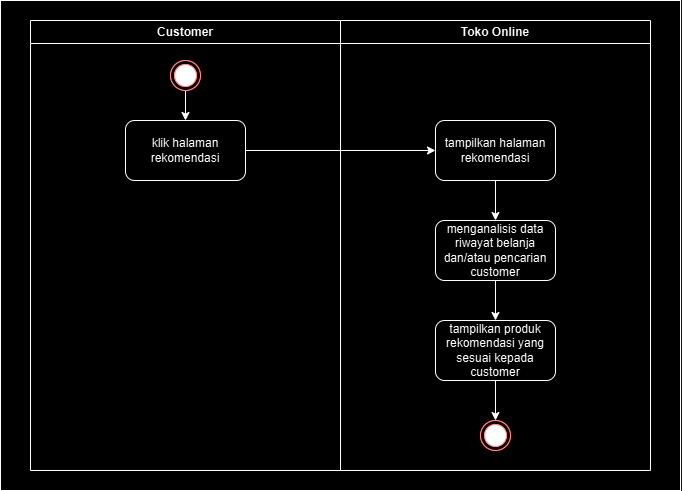 Customer
Toko Online
klik halaman
rekomendasi
tampilkan halaman
rekomendasi
menganalisis data
riwayat belanja
dan/atau pencarian
customer
tampilkan produk
rekomendasi yang
sesuai kepada
customer